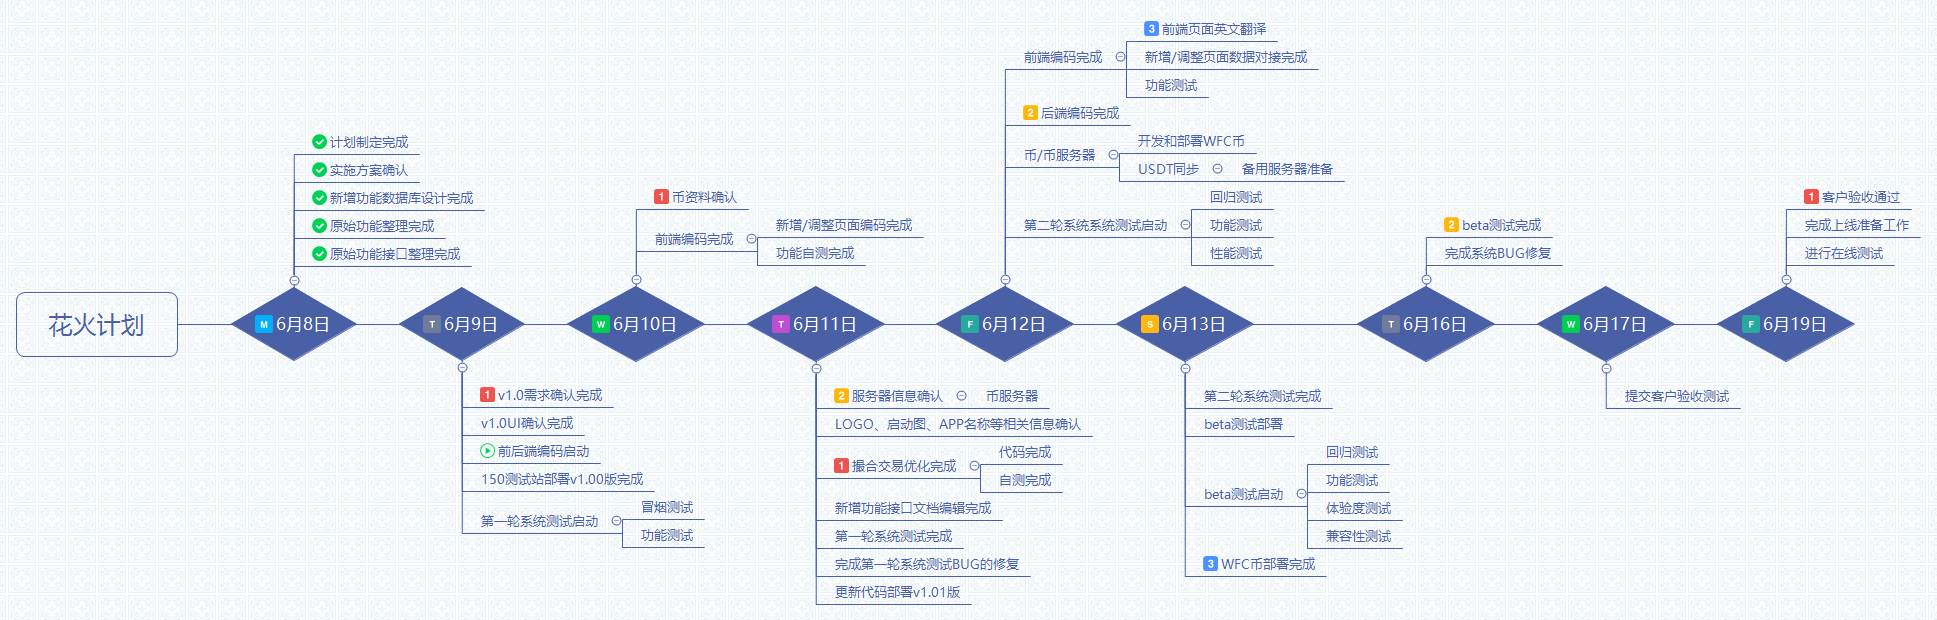 花火计划
M 6月8日
计划制定完成
实施方案确认
新增功能数据库设计完成
原始功能整理完成
原始功能接口整理完成
T 6月9日
1 v1.0需求确认完成
v1.0UI确认完成
前后端编码启动
150测试站部署v1.00版完成
第一轮系统测试启动
冒烟测试
功能测试
W 6月10日
1 币资料确认
前端编码完成
新增/调整页面编码完成
功能自测完成
T 6月11日
2 服务器信息确认
币服务器
LOGO、启动图、APP名称等相关信息确认
1 撮合交易优化完成
代码完成
自测完成
新增功能接口文档编辑完成
第一轮系统测试完成
完成第一轮系统测试BUG的修复
更新代码部署v1.01版
F 6月12日
前端编码完成
3 前端页面英文翻译
新增/调整页面数据对接完成
功能测试
2 后端编码完成
币/币服务器
开发和部署WFC币
USDT同步
备用服务器准备
第二轮系统系统测试启动
回归测试
功能测试
性能测试
S 6月13日
第二轮系统测试完成
beta测试部署
beta测试启动
回归测试
功能测试
体验度测试
兼容性测试
3 WFC币部署完成
T 6月16日
2 beta测试完成
完成系统BUG修复
W 6月17日
提交客户验收测试
F 6月19日
1 客户验收通过
完成上线准备工作
进行在线测试